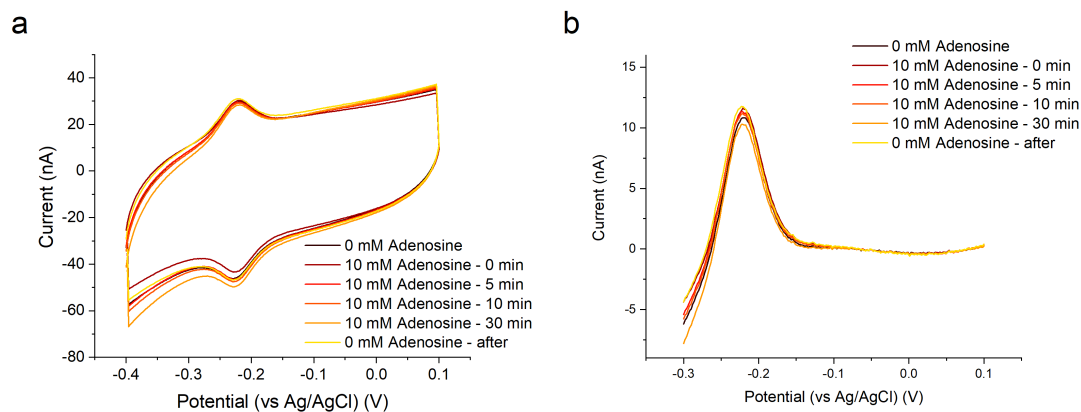 a
40
20
0
-20
-40
-60
-80
Current (nA)
0 mM Adenosine
10 mM Adenosine - 0 min
10 mM Adenosine - 5 min
10 mM Adenosine - 10 min
10 mM Adenosine - 30 min
0 mM Adenosine - after
-0.4 -0.3 -0.2 -0.1 0.0 0.1
Potential (vs Ag/AgCl) (V)
b
0 mM Adenosine
10 mM Adenosine - 0 min
10 mM Adenosine - 5 min
10 mM Adenosine - 10 min
10 mM Adenosine - 30 min
0 mM Adenosine - after
15
10
5
0
-5
Current (nA)
-0.3 -0.2 -0.1 0.0 0.1
Potential (vs Ag/AgCl) (V)